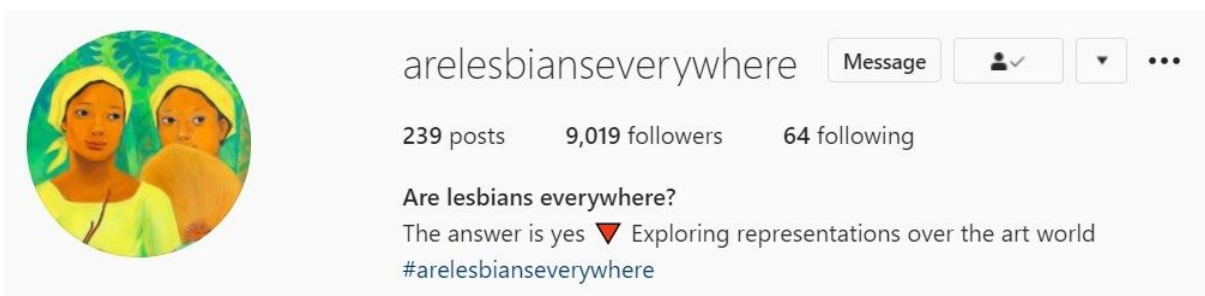 arelesbianseverywhere Message
239 posts 9,019 followers 64 following
Are lesbians everywhere?
The answer is yes 🔻 Exploring representations over the art world
#arelesbianseverywhere